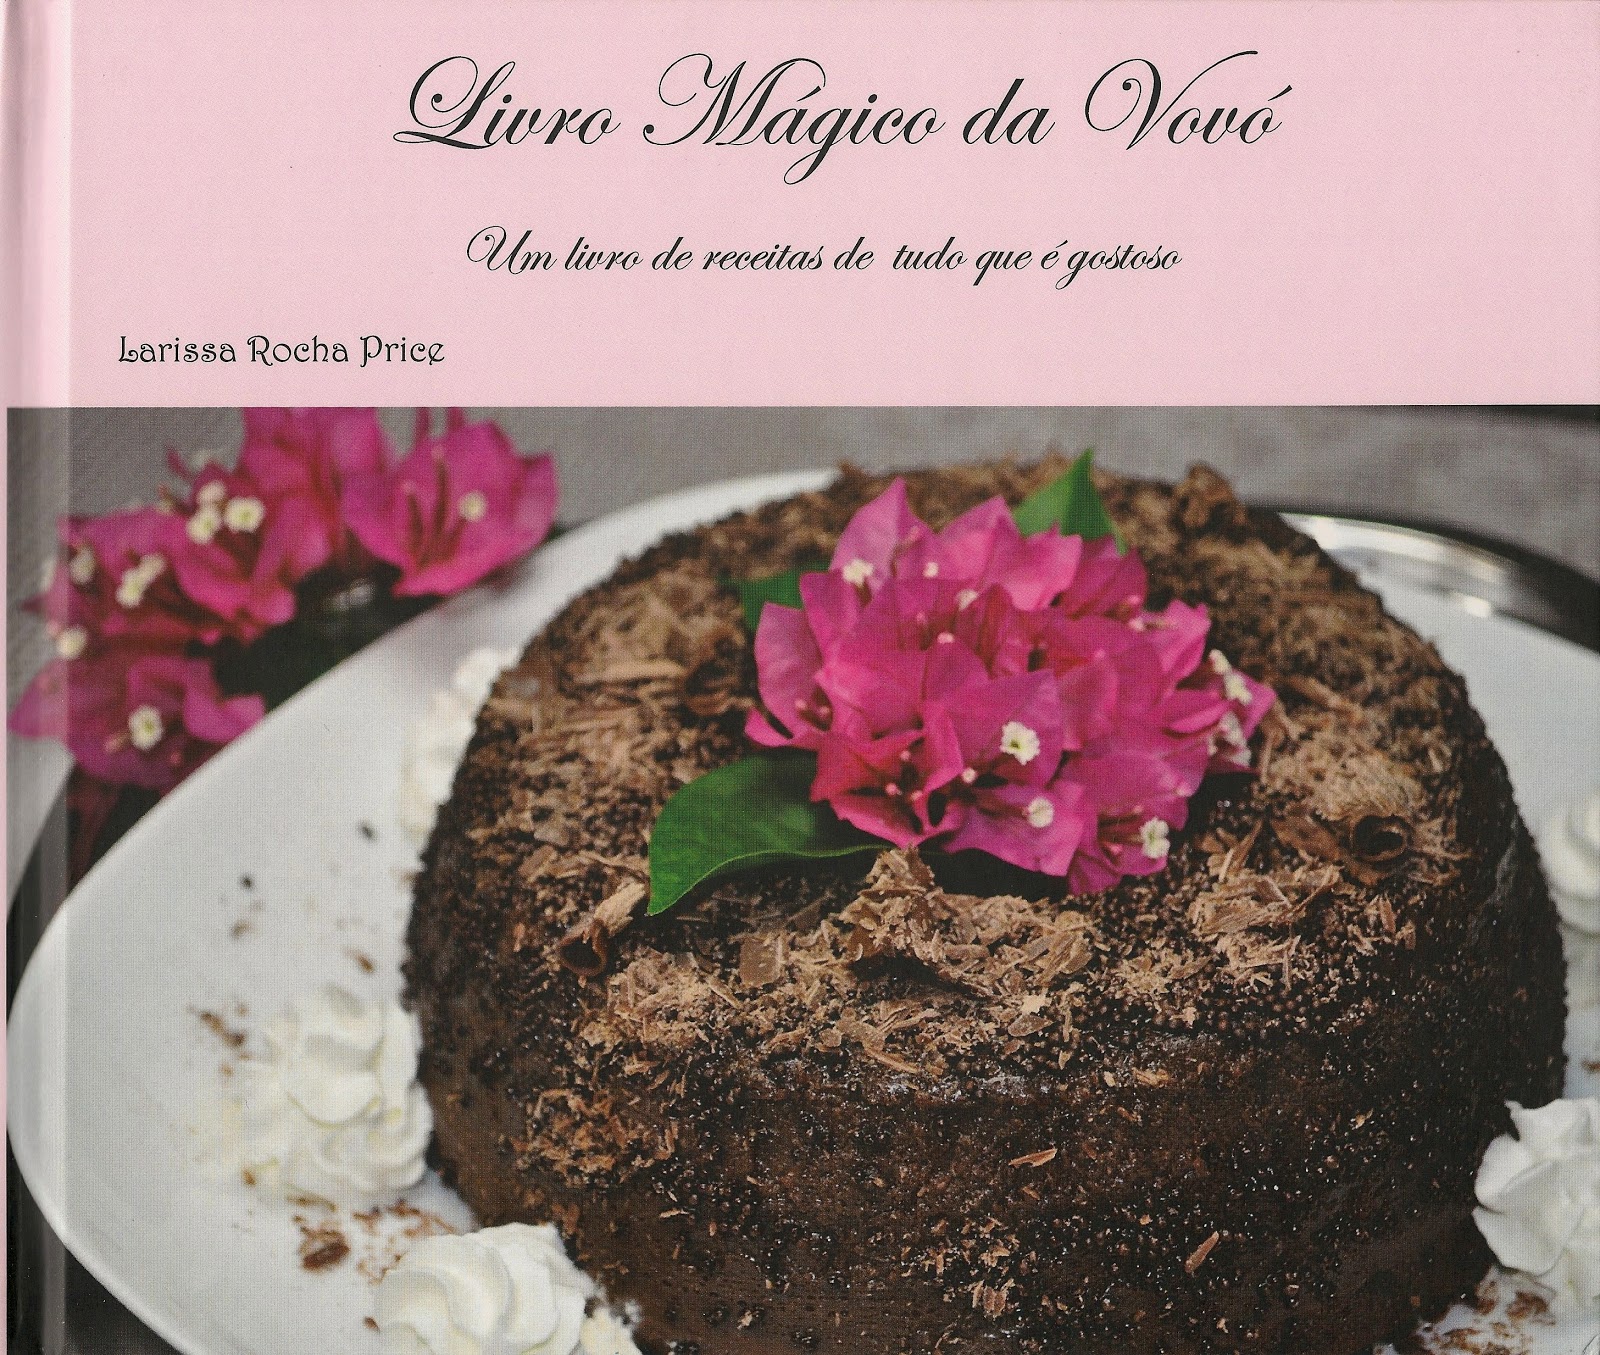 Livro Mágico da Vovó
Um livro de receitas de tudo que é gostoso
Larissa Rocha Price